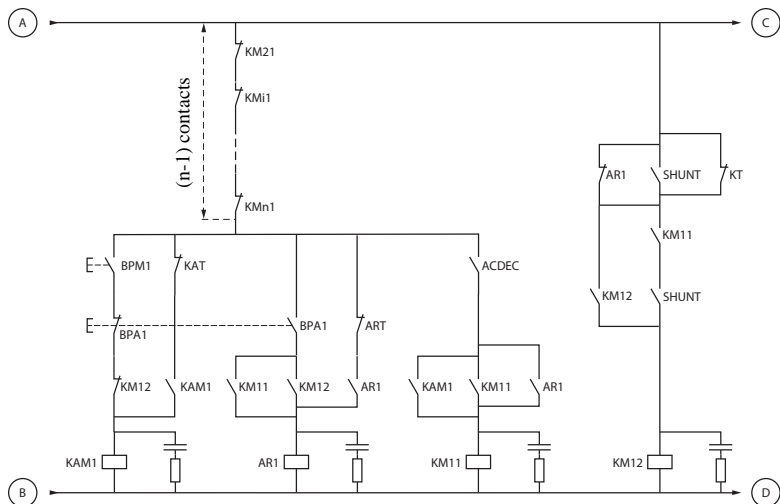 A
C
KM21
KMi1
(n-1) contacts
AR1 SHUNT KT
KMn1
KM11
BPM1 KAT ACDEC
KM12 SHUNT
BPA1 BPA1 ART
KM12 KAM1 KM11 KM12 AR1 KAM1 KM11 AR1
KAM1 AR1 KM11 KM12
B
D